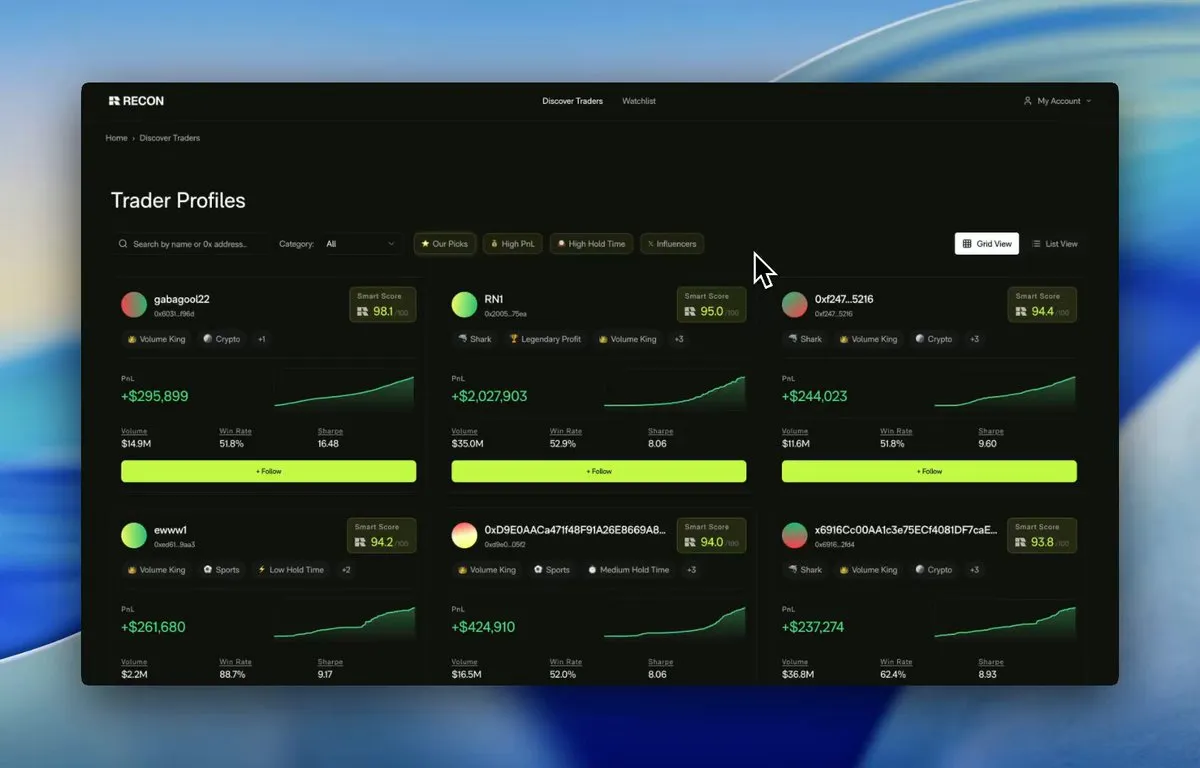 RECON
Discover Traders Watchlist
My Account
Home › Discover Traders
Trader Profiles
Search by name or 0x address..
Category: All
Our Picks
High PnL
High Hold Time
Influencers
Grid View
List View
gabagool22
0x6031...f96d
Smart Score
98.1/100
Volume King Crypto +1
PnL
+$295,899
Volume Win Rate Sharpe
$14.9M 51.8% 16.48
+ Follow
RN1
0x2005...75ea
Smart Score
95.0/100
Shark Legendary Profit Volume King +3
PnL
+$2,027,903
Volume Win Rate Sharpe
$35.0M 52.9% 8.06
+ Follow
0xf247...5216
0xf247...5216
Smart Score
94.4/100
Shark Volume King Crypto +3
PnL
+$244,023
Volume Win Rate Sharpe
$11.6M 51.8% 9.60
+ Follow
ewww1
0xed61...9aa3
Smart Score
94.2/100
Volume King Sports Low Hold Time +2
PnL
+$261,680
Volume Win Rate Sharpe
$2.2M 88.7% 9.17
0xD9E0AACa471f48F91A26E8669A8...
0xd9e0...05f2
Smart Score
94.0/100
Volume King Sports Medium Hold Time +3
PnL
+$424,910
Volume Win Rate Sharpe
$16.5M 52.0% 8.06
x6916Cc00AA1c3e75ECf4081DF7caE...
0x6916...2fd4
Smart Score
93.8/100
Shark Volume King Crypto +3
PnL
+$237,274
Volume Win Rate Sharpe
$36.8M 62.4% 8.93